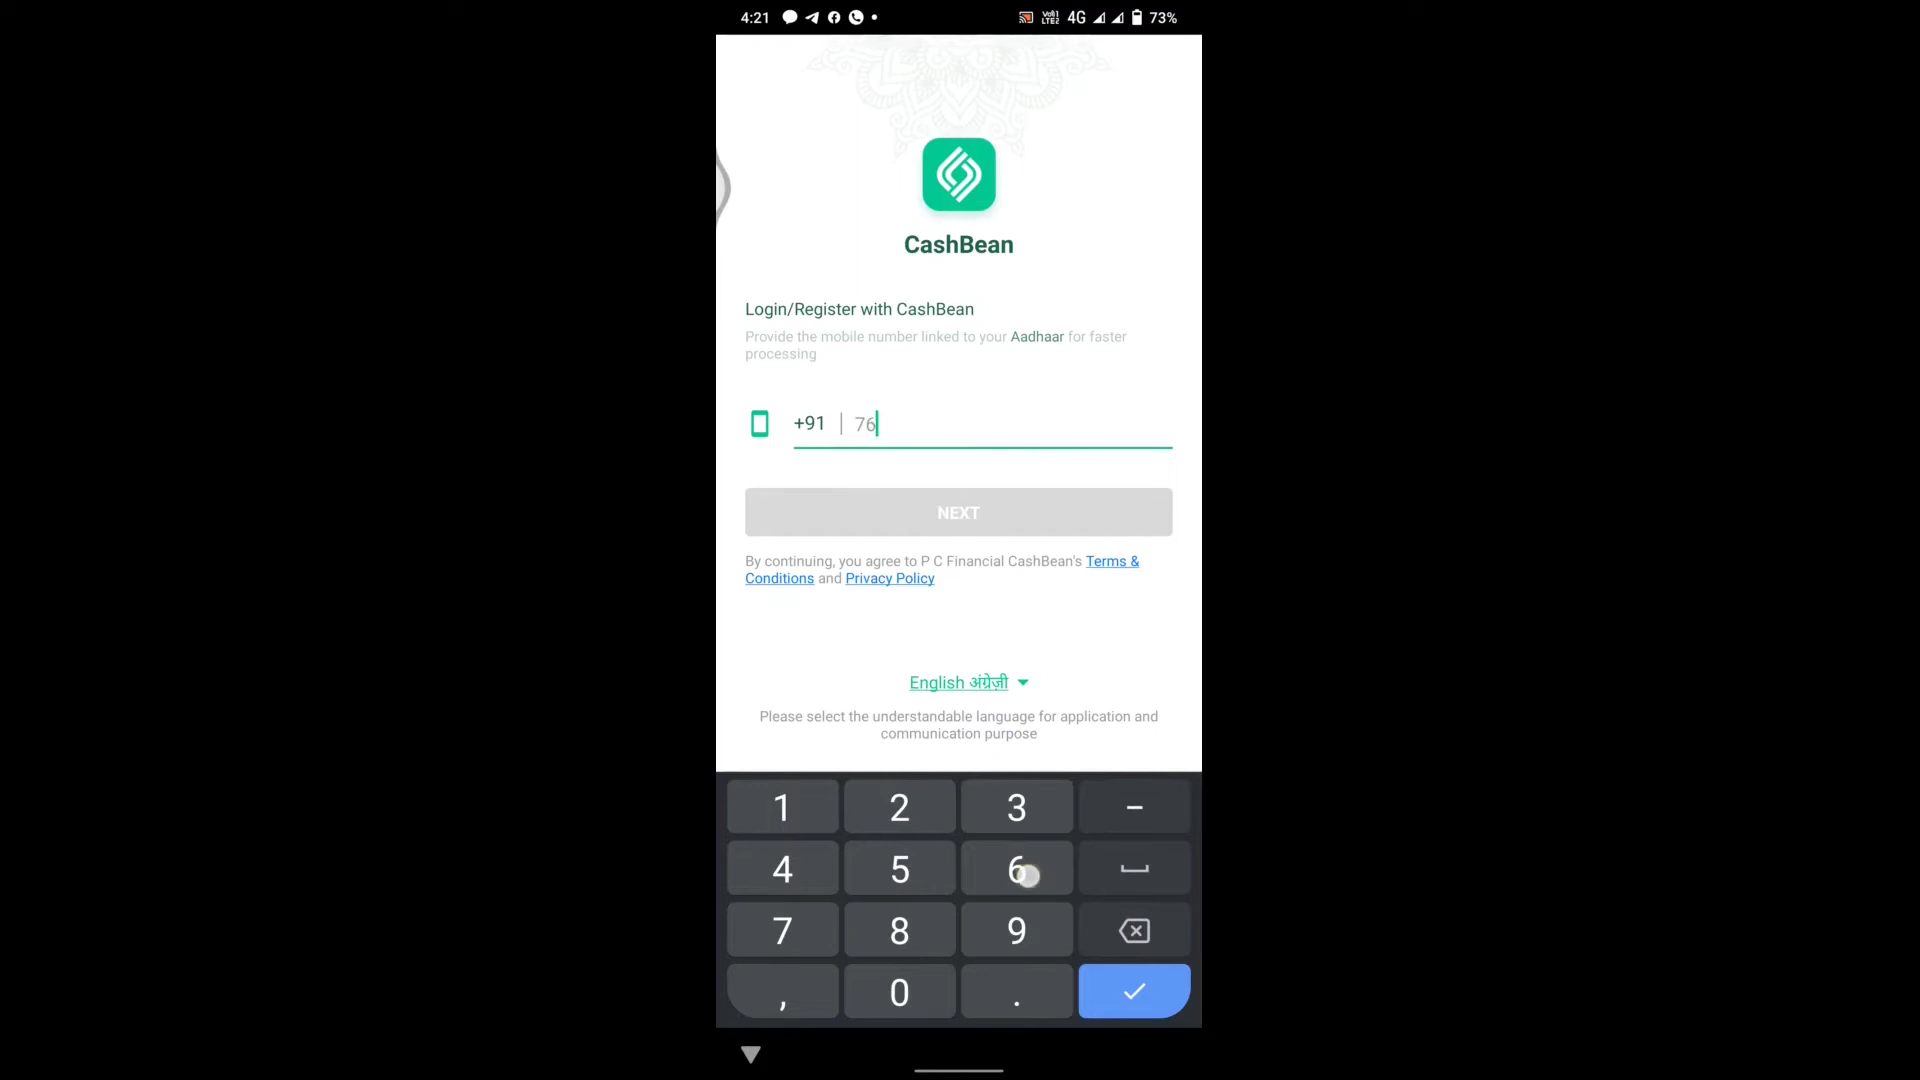 4:21 Vol1 LTE2 4G 73%
CashBean
Login/Register with CashBean
Provide the mobile number linked to your Aadhaar for faster
processing
+91 | 76
NEXT
By continuing, you agree to P C Financial CashBean's Terms &
Conditions and Privacy Policy
English अंग्रेज़ी
Please select the understandable language for application and
communication purpose
1 2 3 -
4 5 6
7 8 9
, 0 .